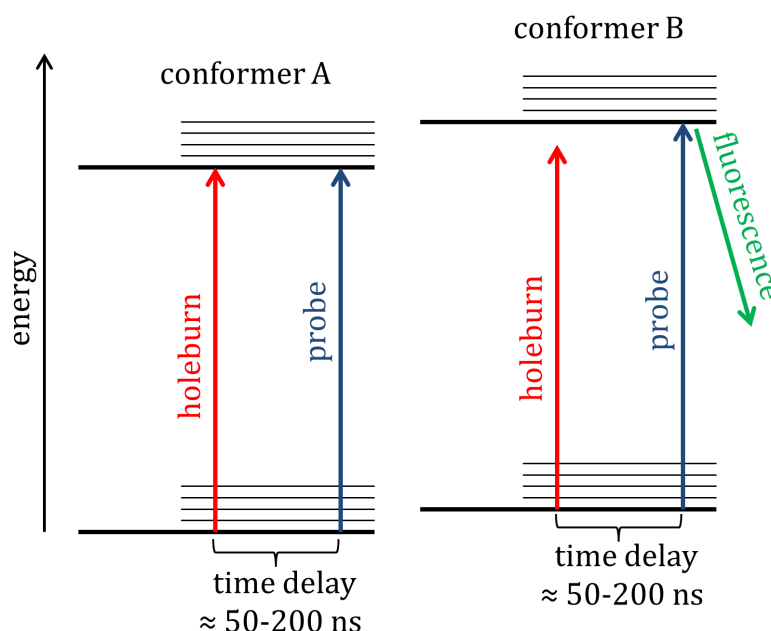 conformer B
conformer A
energy
holeburn
probe
holeburn
probe
fluorescence
time delay
≈ 50-200 ns
time delay
≈ 50-200 ns